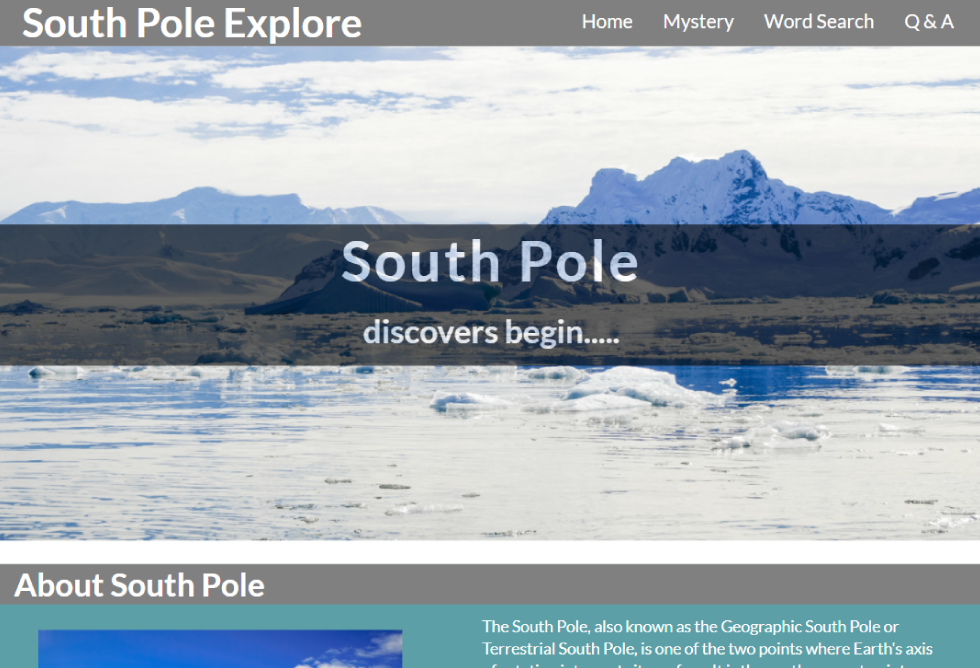 South Pole Explore
Home Mystery Word Search Q & A
South Pole
discovers begin.....
About South Pole
The South Pole, also known as the Geographic South Pole or
Terrestrial South Pole, is one of the two points where Earth's axis